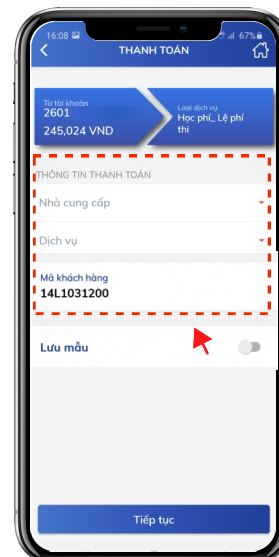 16:08 67%
THANH TOÁN
Từ tài khoản
2601
245,024 VND
Loại dịch vụ
Học phí_ Lệ phí
thi
THÔNG TIN THANH TOÁN
Nhà cung cấp
Dịch vụ
Mã khách hàng
14L1031200
Lưu mẫu
Tiếp tục